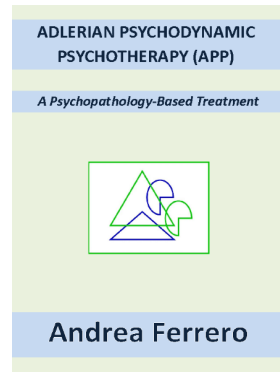 ADLERIAN PSYCHODYNAMIC
PSYCHOTHERAPY (APP)
A Psychopathology-Based Treatment
Andrea Ferrero